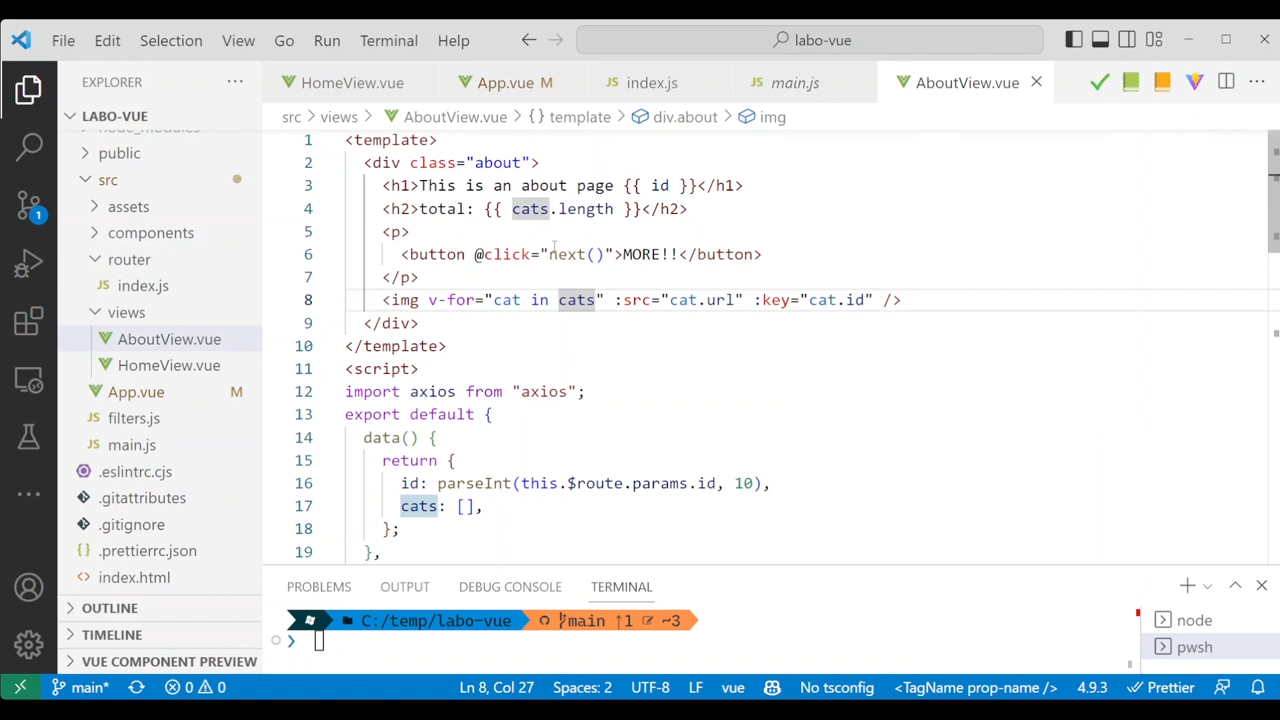 File Edit Selection View Go Run Terminal Help labo-vue
EXPLORER
LABO-VUE
node_modules
public
src
assets
components
router
JS index.js
views
AboutView.vue
HomeView.vue
App.vue M
JS filters.js
JS main.js
.eslintrc.cjs
.gitattributes
.gitignore
{} .prettierrc.json
<> index.html
OUTLINE
TIMELINE
VUE COMPONENT PREVIEW
1
HomeView.vue App.vue M JS index.js JS main.js AboutView.vue
src > views > AboutView.vue > {} template > div.about > img
1 <template>
2 <div class="about">
3 <h1>This is an about page {{ id }}</h1>
4 <h2>total: {{ cats.length }}</h2>
5 <p>
6 <button @click="next()">MORE!!</button>
7 </p>
8 <img v-for="cat in cats" :src="cat.url" :key="cat.id" />
9 </div>
10 </template>
11 <script>
12 import axios from "axios";
13 export default {
14 data() {
15 return {
16 id: parseInt(this.$route.params.id, 10),
17 cats: [],
18 };
19 },
PROBLEMS OUTPUT DEBUG CONSOLE TERMINAL
C:/temp/labo-vue main ↑1 ~3
❯
node
pwsh
main* 0 0 Ln 8, Col 27 Spaces: 2 UTF-8 LF vue No tsconfig <TagName prop-name /> 4.9.3 Prettier